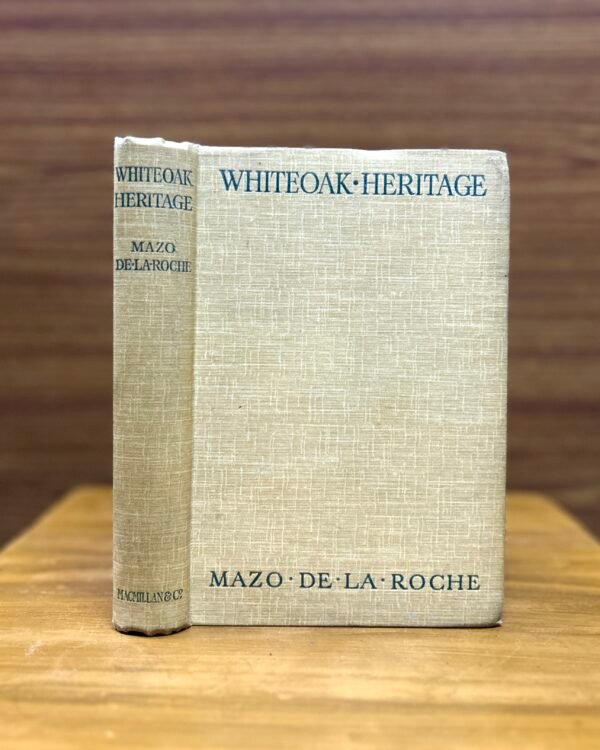 WHITEOAK
HERITAGE
MAZO
DE·LA·ROCHE
MACMILLAN & Cº
WHITEOAK·HERITAGE
MAZO·DE·LA·ROCHE